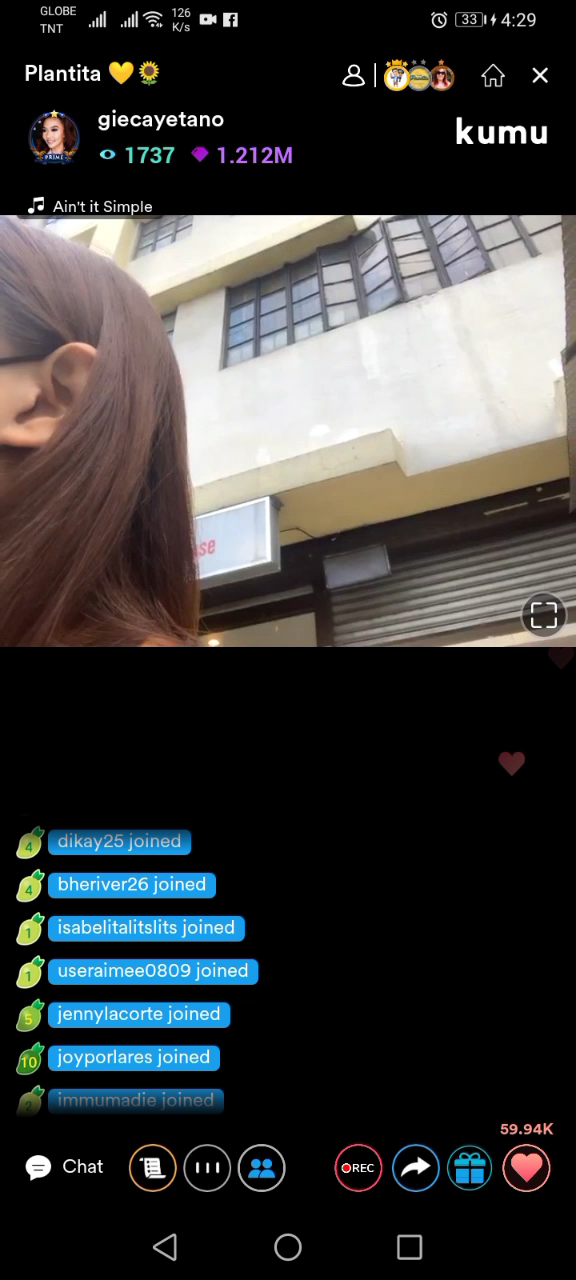 GLOBE
TNT
126
K/s
33
4:29
Plantita 💛🌻
giecayetano
kumu
1737
1.212M
PRIME
Ain't it Simple
se
4 dikay25 joined
4 bheriver26 joined
1 isabelitalitslits joined
1 useraimee0809 joined
5 jennylacorte joined
10 joyporlares joined
2 immumadie joined
59.94K
Chat
REC